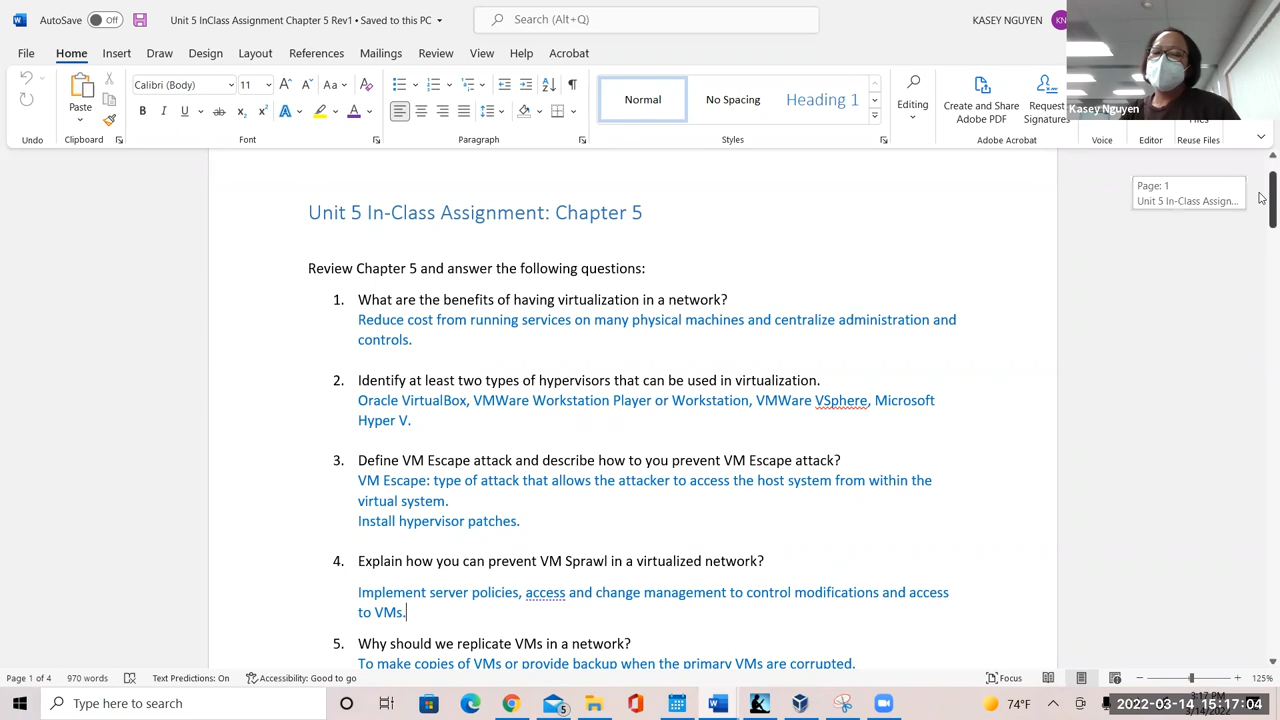 AutoSave Off Unit 5 InClass Assignment Chapter 5 Rev1 • Saved to this PC Search (Alt+Q) KASEY NGUYEN KN
File Home Insert Draw Design Layout References Mailings Review View Help Acrobat
Calibri (Body) 11 Aa
Paste
B I U ab x₂ x² A A
Normal No Spacing Heading 1
Editing Create and Share Adobe PDF Request Signatures
Kasey Nguyen
Undo Clipboard Font Paragraph Styles Adobe Acrobat Voice Editor Reuse Files
Page: 1
Unit 5 In-Class Assign...
Unit 5 In-Class Assignment: Chapter 5
Review Chapter 5 and answer the following questions:
1. What are the benefits of having virtualization in a network?
Reduce cost from running services on many physical machines and centralize administration and
controls.
2. Identify at least two types of hypervisors that can be used in virtualization.
Oracle VirtualBox, VMWare Workstation Player or Workstation, VMWare VSphere, Microsoft
Hyper V.
3. Define VM Escape attack and describe how to you prevent VM Escape attack?
VM Escape: type of attack that allows the attacker to access the host system from within the
virtual system.
Install hypervisor patches.
4. Explain how you can prevent VM Sprawl in a virtualized network?
Implement server policies, access and change management to control modifications and access
to VMs.
5. Why should we replicate VMs in a network?
To make copies of VMs or provide backup when the primary VMs are corrupted.
Page 1 of 4 970 words Text Predictions: On Accessibility: Good to go Focus 125%
Type here to search 5 74°F 3:17 PM
3/14/2022
2022-03-14 15:17:04